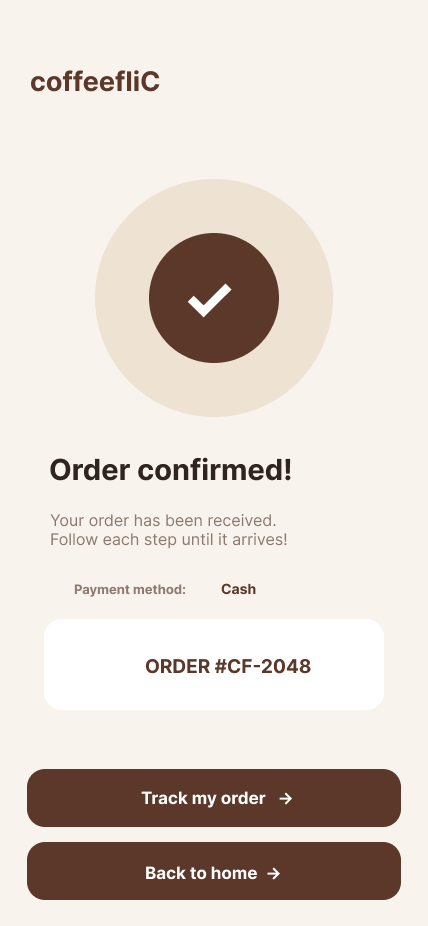 coffeefliC
Order confirmed!
Your order has been received.
Follow each step until it arrives!
Payment method: Cash
ORDER #CF-2048
Track my order →
Back to home →